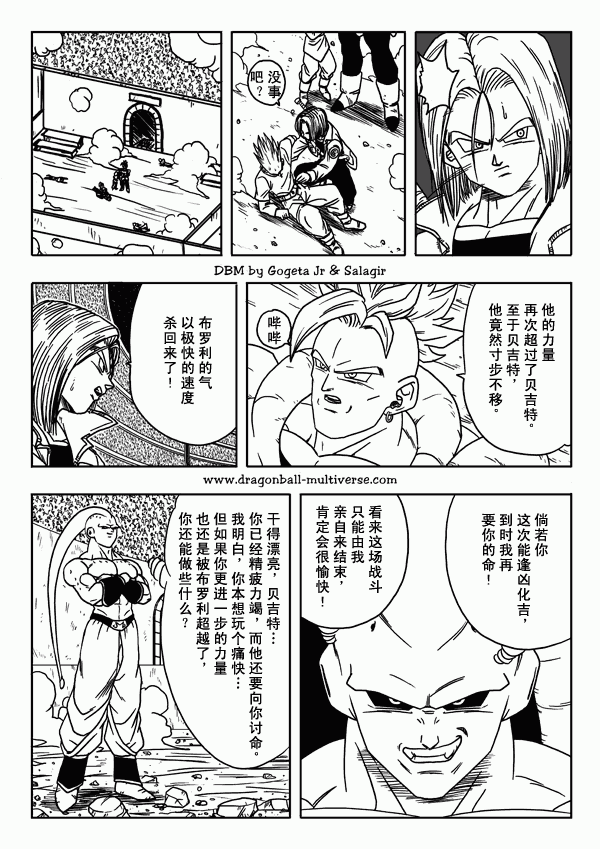 没事
吧？
DBM by Gogeta Jr & Salagir
他的力量
再次超过了贝吉特，
至于贝吉特，
他竟然寸步不移。
哔哔
布罗利的气
以极快的速度
杀回来了！
www.dragonball-multiverse.com
倘若你
这次能逢凶化吉，
到时我再
要你的命！
看来这场战斗
只能由我
亲自来结束，
肯定会很愉快！
干得漂亮，贝吉特…
你已经精疲力竭，而他还要向你讨命。
我明白，你本想玩个痛快…
但如果你更进一步的力量
也还是被布罗利超越了，
你还能做些什么？